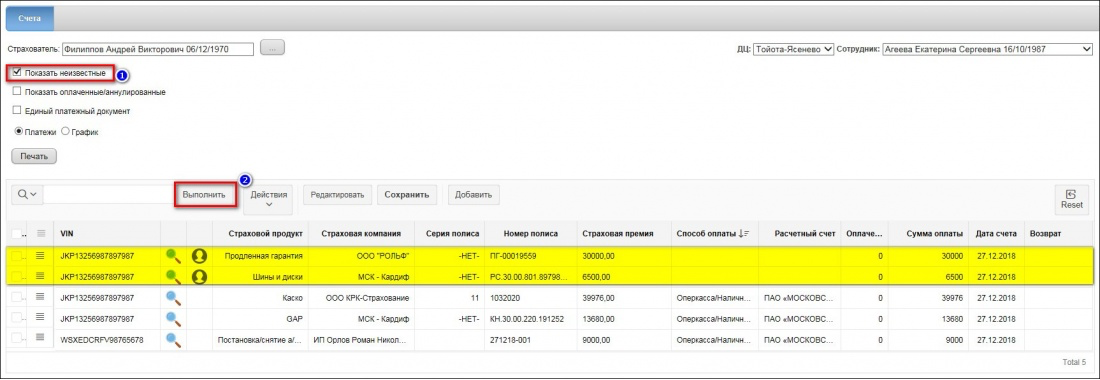 Счета
Страхователь: Филиппов Андрей Викторович 06/12/1970 ... ДЦ: Тойота-Ясенево Сотрудник: Агеева Екатерина Сергеевна 16/10/1987
Показать неизвестные 1
Показать оплаченные/аннулированные
Единый платежный документ
Платежи График
Печать
2
Выполнить Действия Редактировать Сохранить Добавить Reset
VIN Страховой продукт Страховая компания Серия полиса Номер полиса Страховая премия Способ оплаты Расчетный счет Оплаче... Сумма оплаты Дата счета Возврат
JKP13256987897987 Продленная гарантия ООО "РОЛЬФ" -НЕТ- ПГ-00019559 30000,00 0 30000 27.12.2018
JKP13256987897987 Шины и диски МСК - Кардиф -НЕТ- РС.30.00.801.89798... 6500,00 0 6500 27.12.2018
JKP13256987897987 Каско ООО КРК-Страхование 11 1032020 39976,00 Оперкасса/Наличн... ПАО «МОСКОВС... 0 39976 27.12.2018
JKP13256987897987 GAP МСК - Кардиф -НЕТ- КН.30.00.220.191252 13680,00 Оперкасса/Наличн... ПАО «МОСКОВС... 0 13680 27.12.2018
WSXEDCRFV98765678 Постановка/снятие а/... ИП Орлов Роман Никол... 271218-001 9000,00 Оперкасса/Наличн... ПАО «МОСКОВС... 0 9000 27.12.2018
Total 5